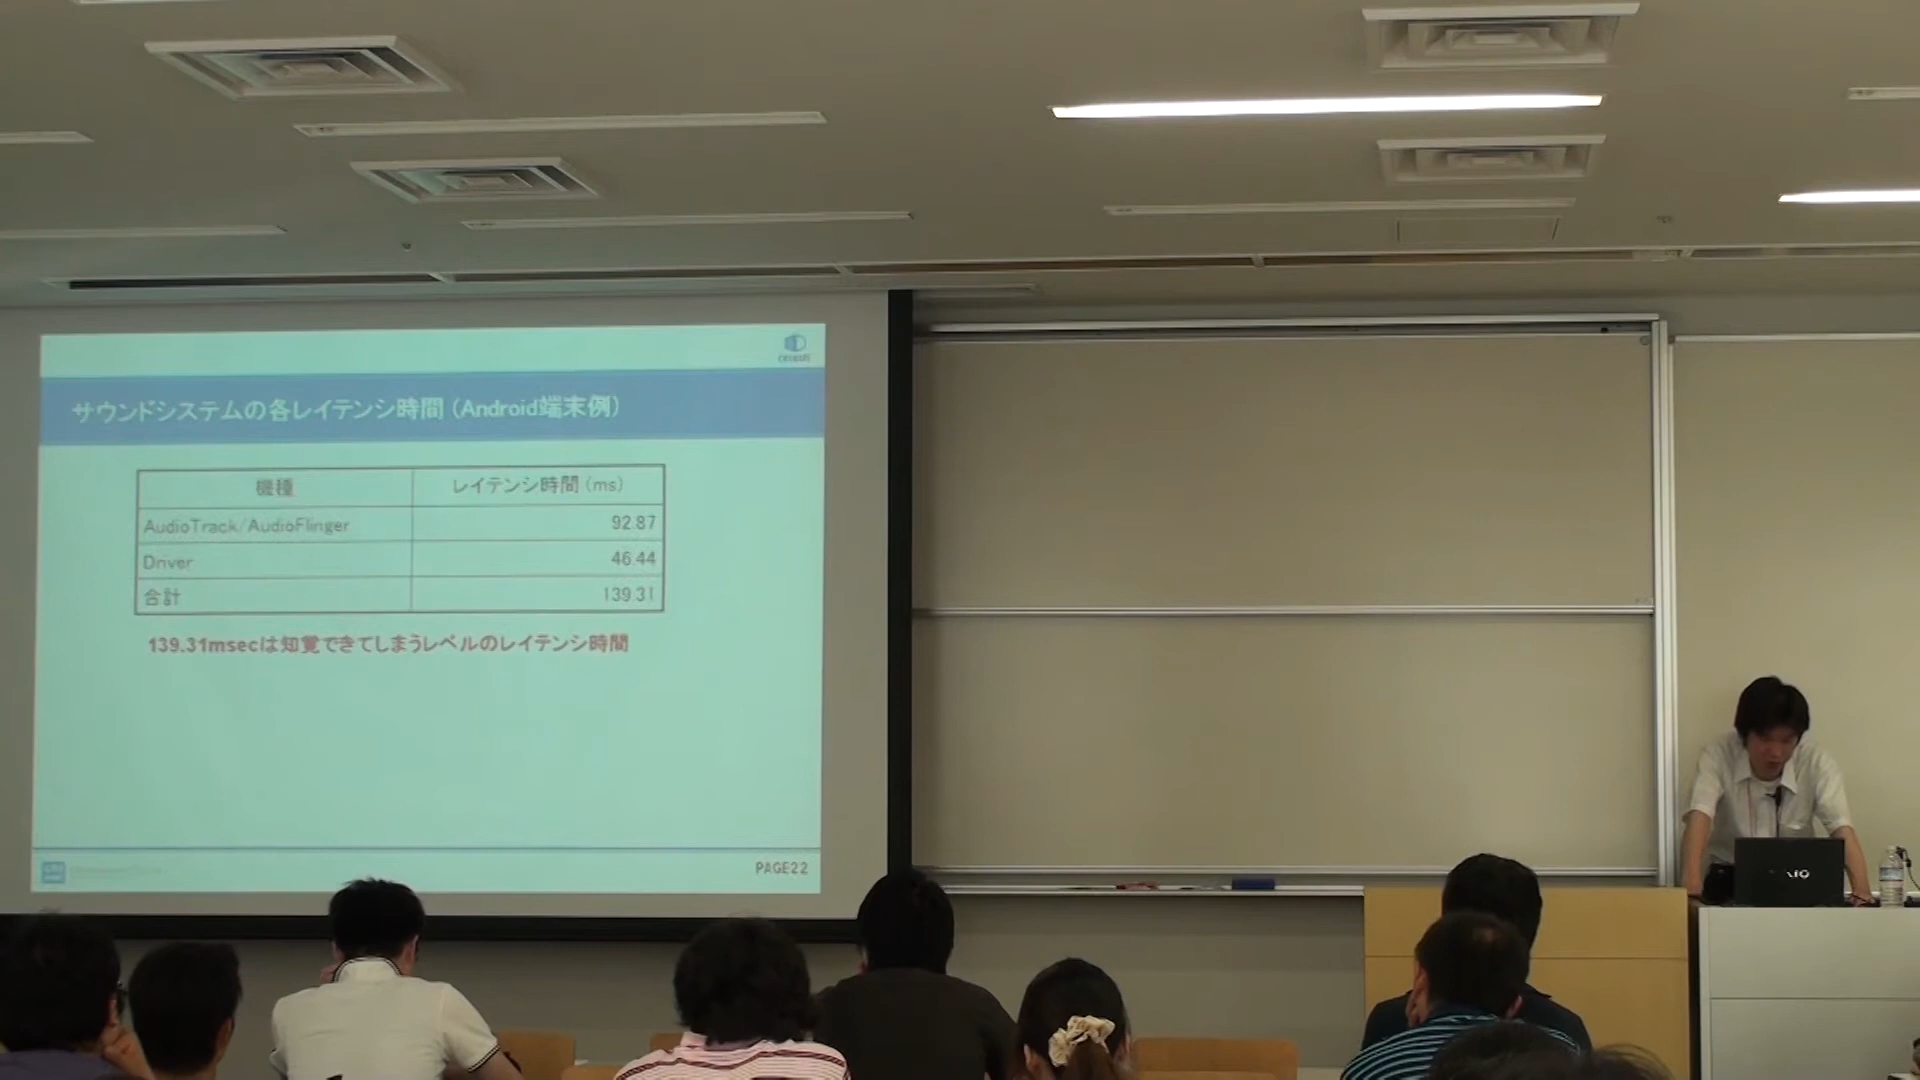 サウンドシステムの各レイテンシ時間 (Android端末例)
機種 レイテンシ時間 (ms)
AudioTrack/AudioFlinger 92.87
Driver 46.44
合計 139.31
139.31msecは知覚できてしまうレベルのレイテンシ時間
PAGE22